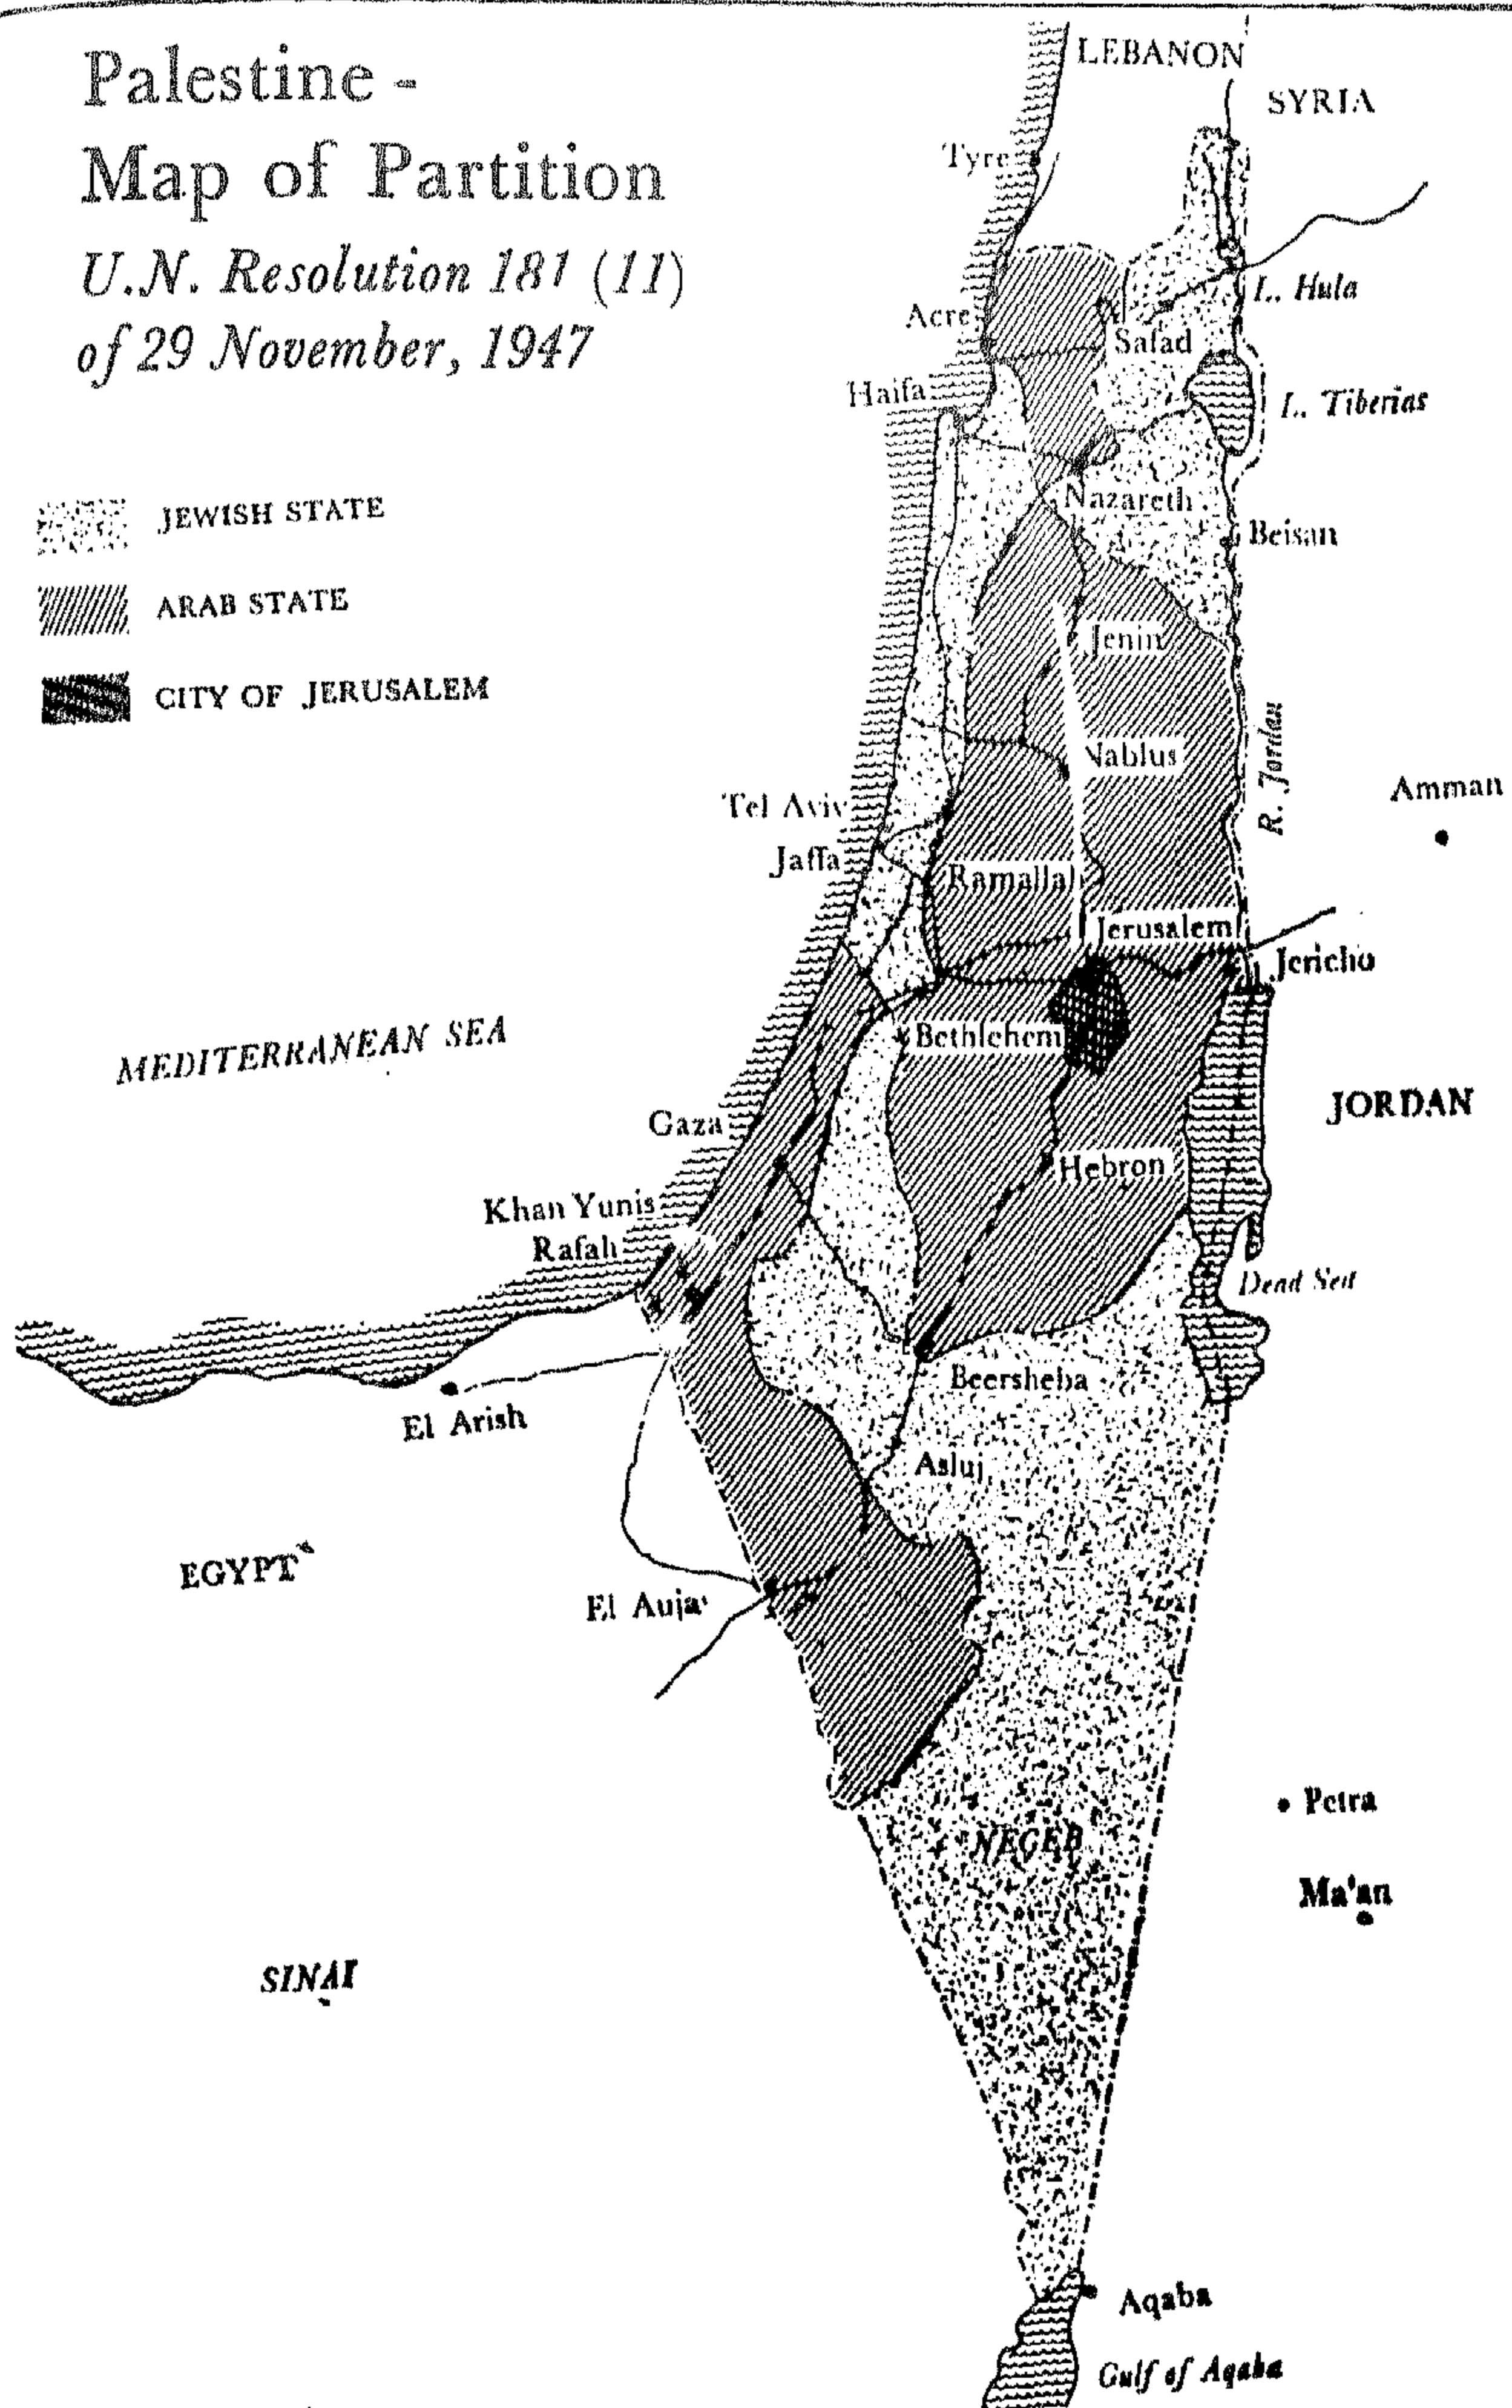 Palestine -
Map of Partition
U.N. Resolution 181 (11)
of 29 November, 1947
JEWISH STATE
ARAB STATE
CITY OF JERUSALEM
LEBANON
SYRIA
Tyre
L. Hula
Acre
Safad
Haifa
L. Tiberias
Nazareth
Beisan
Jenin
R. Jordan
Nablus
Amman
Tel Aviv
Jaffa
Ramallah
Jerusalem
Jericho
MEDITERRANEAN SEA
Bethlehem
JORDAN
Gaza
Hebron
Khan Yunis
Rafah
Dead Sea
Beersheba
El Arish
Asluj
EGYPT
El Auja
Petra
NEGEB
Ma'an
SINAI
Aqaba
Gulf of Aqaba